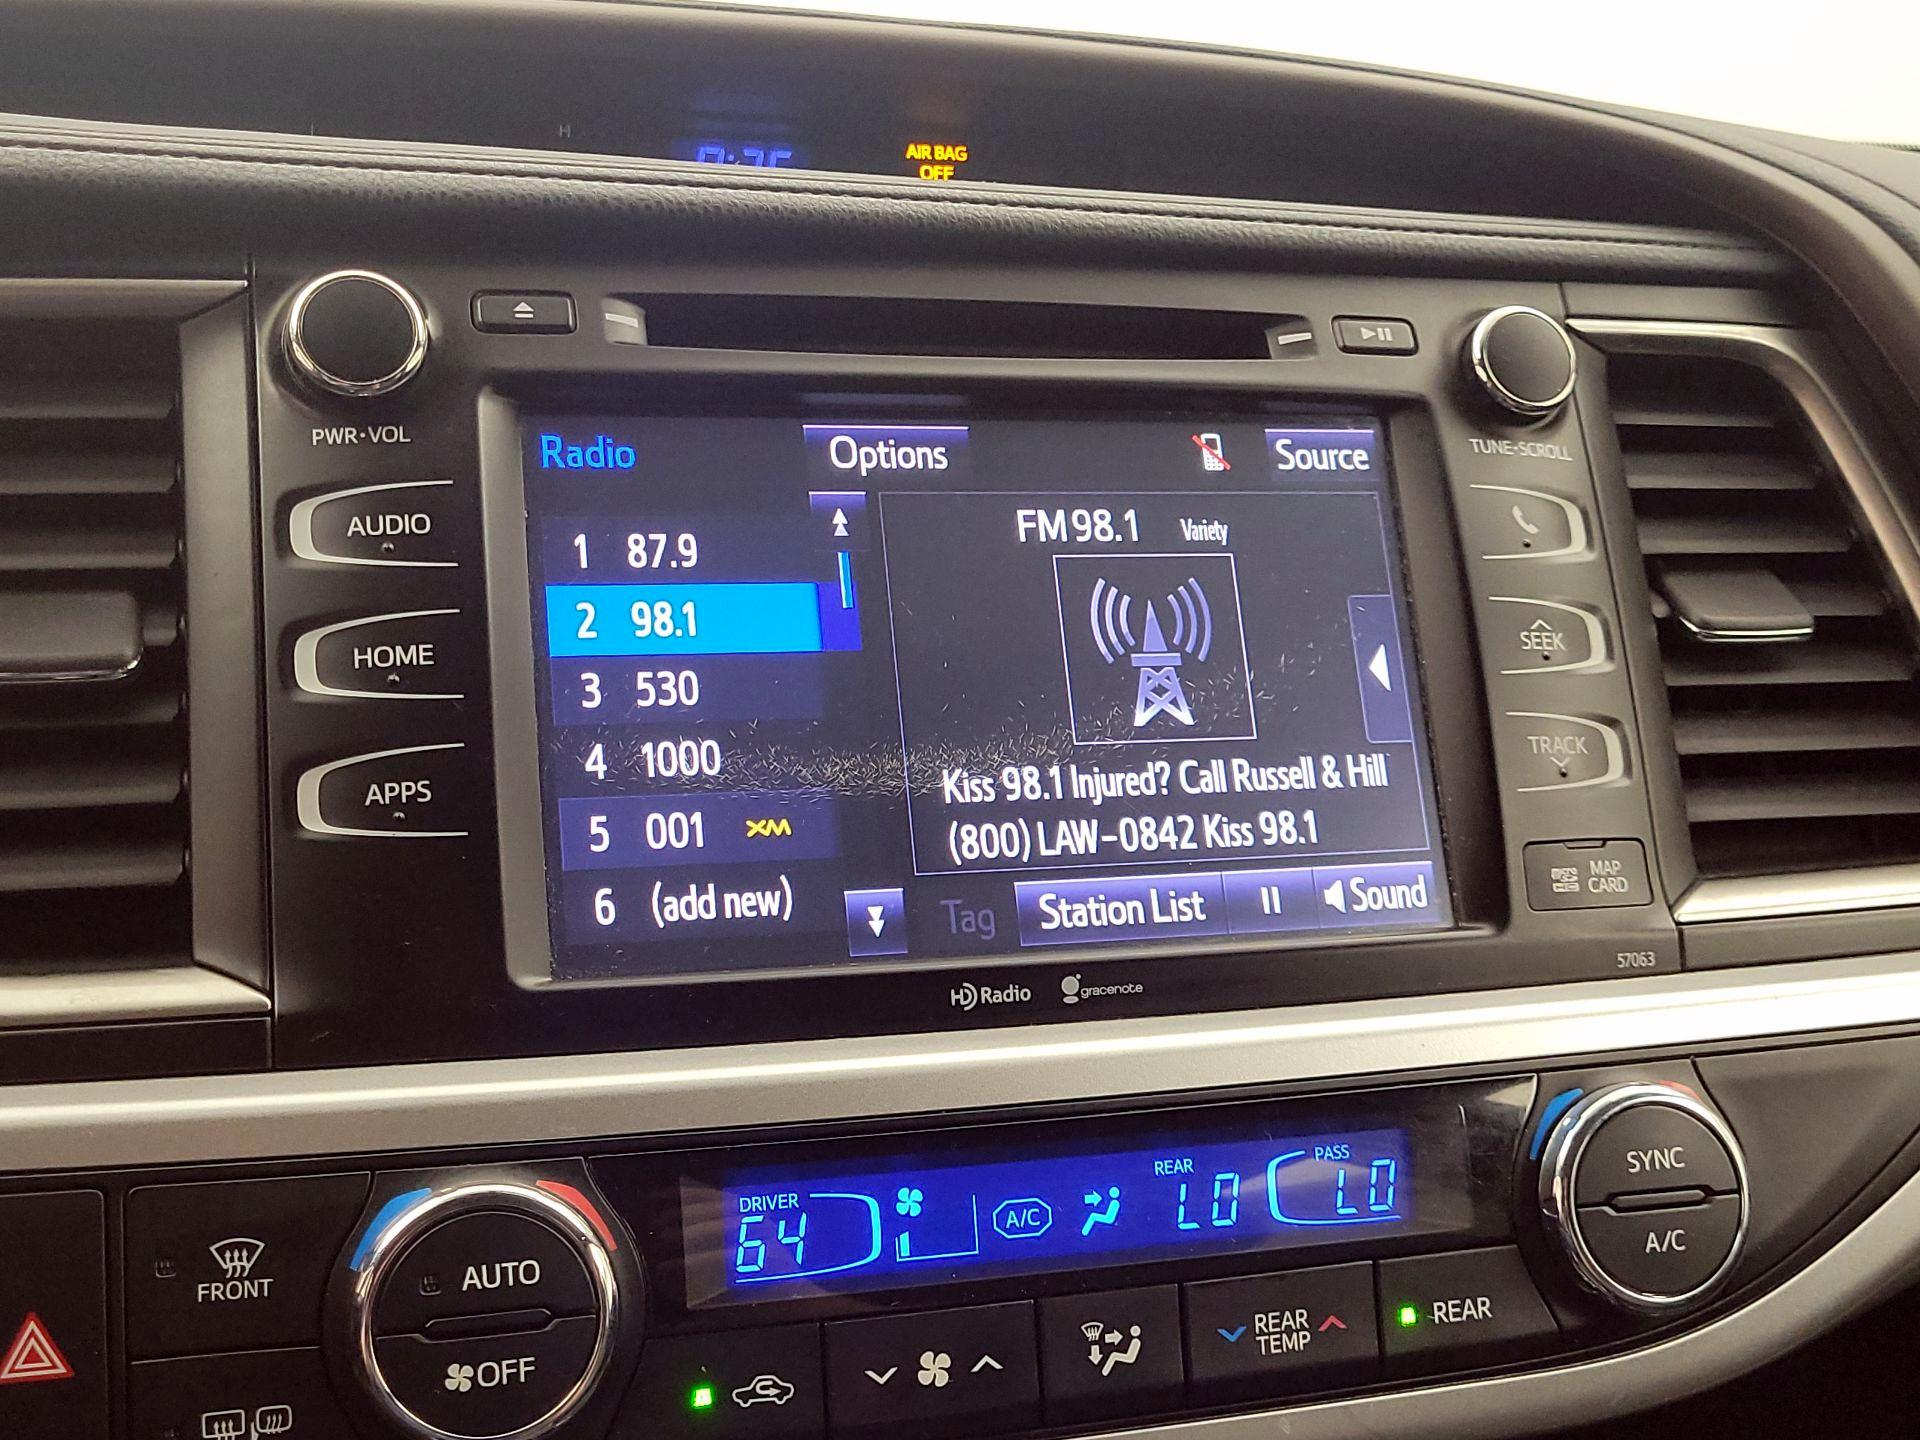 H
AIR BAG
OFF
PWR•VOL
TUNE•SCROLL
AUDIO
HOME
APPS
Radio
Options
Source
1 87.9
2 98.1
3 530
4 1000
5 001 XM
6 (add new)
FM 98.1 Variety
Kiss 98.1 Injured? Call Russell & Hill
(800) LAW-0842 Kiss 98.1
Tag
Station List
Sound
SEEK
TRACK
MAP
CARD
57063
HD Radio
gracenote
DRIVER
64
A/C
REAR
LO
PASS
LO
SYNC
A/C
FRONT
AUTO
OFF
REAR
TEMP
REAR